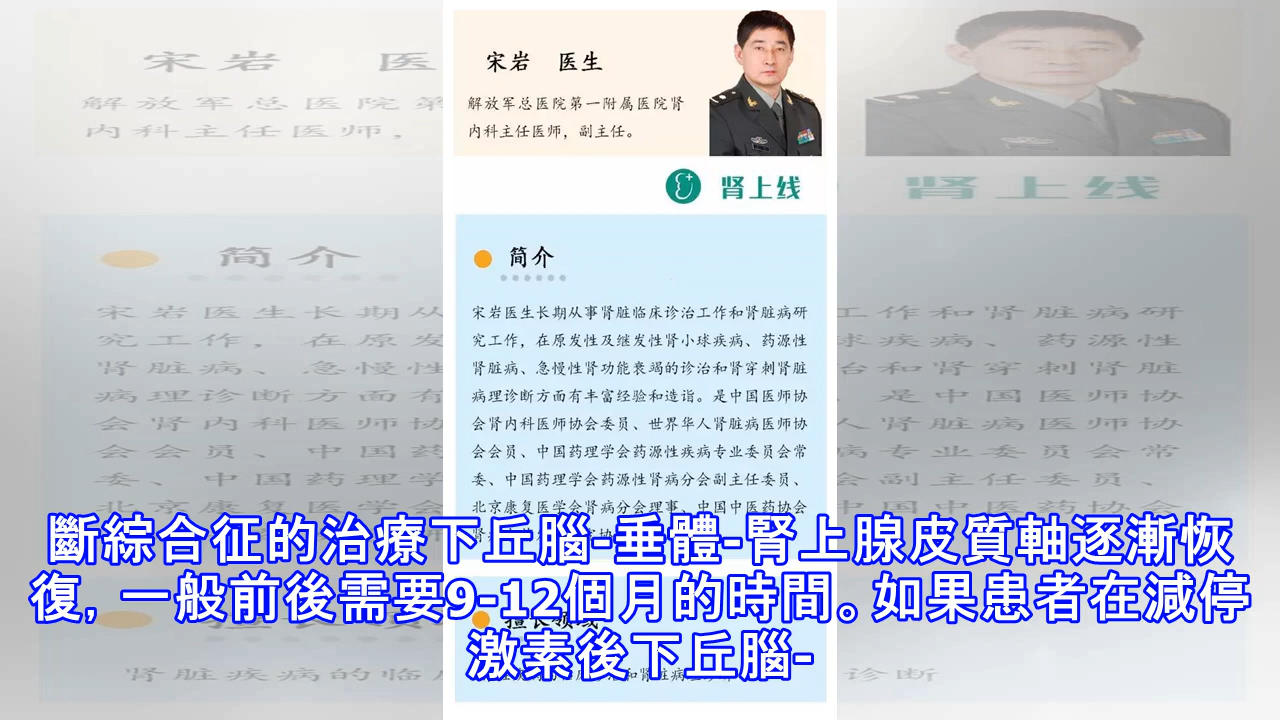 宋岩 医生
解放军总医院第一附属医院肾
内科主任医师，副主任。
肾上线
简介
宋岩医生长期从事肾脏临床诊治工作和肾脏病研
究工作，在原发性及继发性肾小球疾病、药源性
肾脏病、急慢性肾功能衰竭的诊治和肾穿刺肾脏
病理诊断方面有丰富经验和造诣。是中国医师协
会肾内科医师协会委员、世界华人肾脏病医师协
会会员、中国药理学会药源性疾病专业委员会常
委、中国药理学会药源性肾病分会副主任委员、
北京康复医学会肾病分会理事、中国中医药协会
擅长领域
斷綜合征的治療下丘腦-垂體-腎上腺皮質軸逐漸恢
復，一般前後需要9-12個月的時間。如果患者在減停
激素後下丘腦-